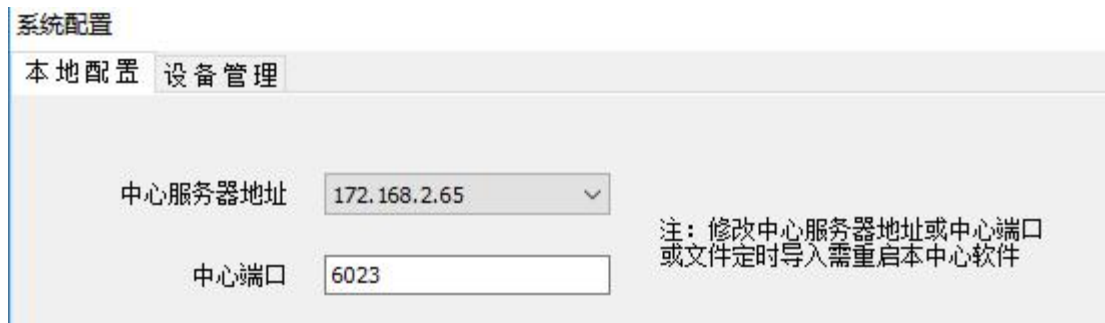 系统配置
本地配置 设备管理
中心服务器地址 172.168.2.65
注：修改中心服务器地址或中心端口
或文件定时导入需重启本中心软件
中心端口 6023